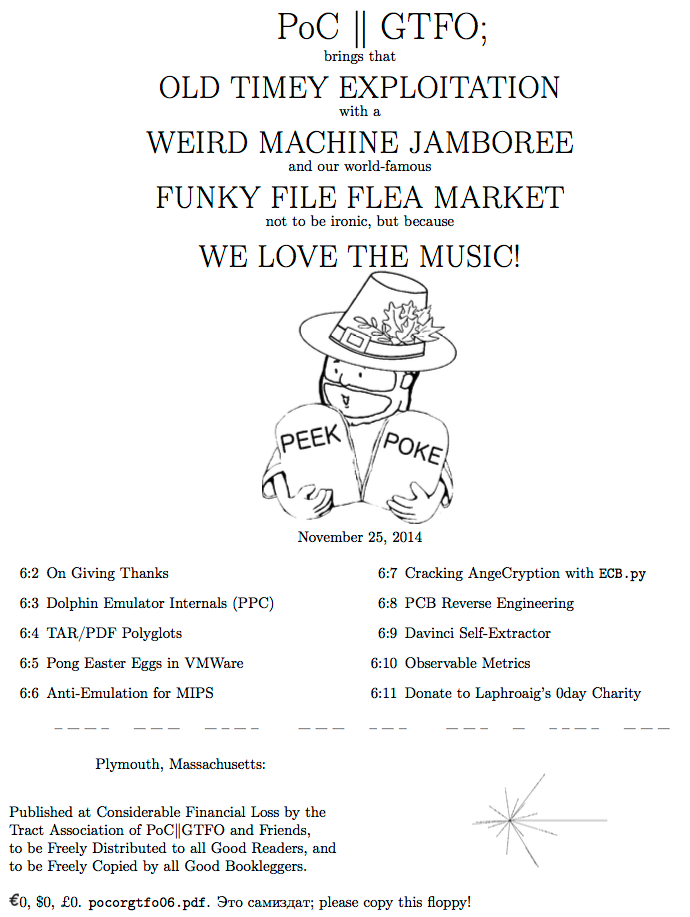 PoC || GTFO;
brings that
OLD TIMEY EXPLOITATION
with a
WEIRD MACHINE JAMBOREE
and our world-famous
FUNKY FILE FLEA MARKET
not to be ironic, but because
WE LOVE THE MUSIC!
PEEK POKE
November 25, 2014
6:2 On Giving Thanks
6:3 Dolphin Emulator Internals (PPC)
6:4 TAR/PDF Polyglots
6:5 Pong Easter Eggs in VMWare
6:6 Anti-Emulation for MIPS
6:7 Cracking AngeCryption with ECB.py
6:8 PCB Reverse Engineering
6:9 Davinci Self-Extractor
6:10 Observable Metrics
6:11 Donate to Laphroaig's 0day Charity
Plymouth, Massachusetts:
Published at Considerable Financial Loss by the
Tract Association of PoC||GTFO and Friends,
to be Freely Distributed to all Good Readers, and
to be Freely Copied by all Good Bookleggers.
€0, $0, £0. pocorgtfo06.pdf. Это самиздат; please copy this floppy!